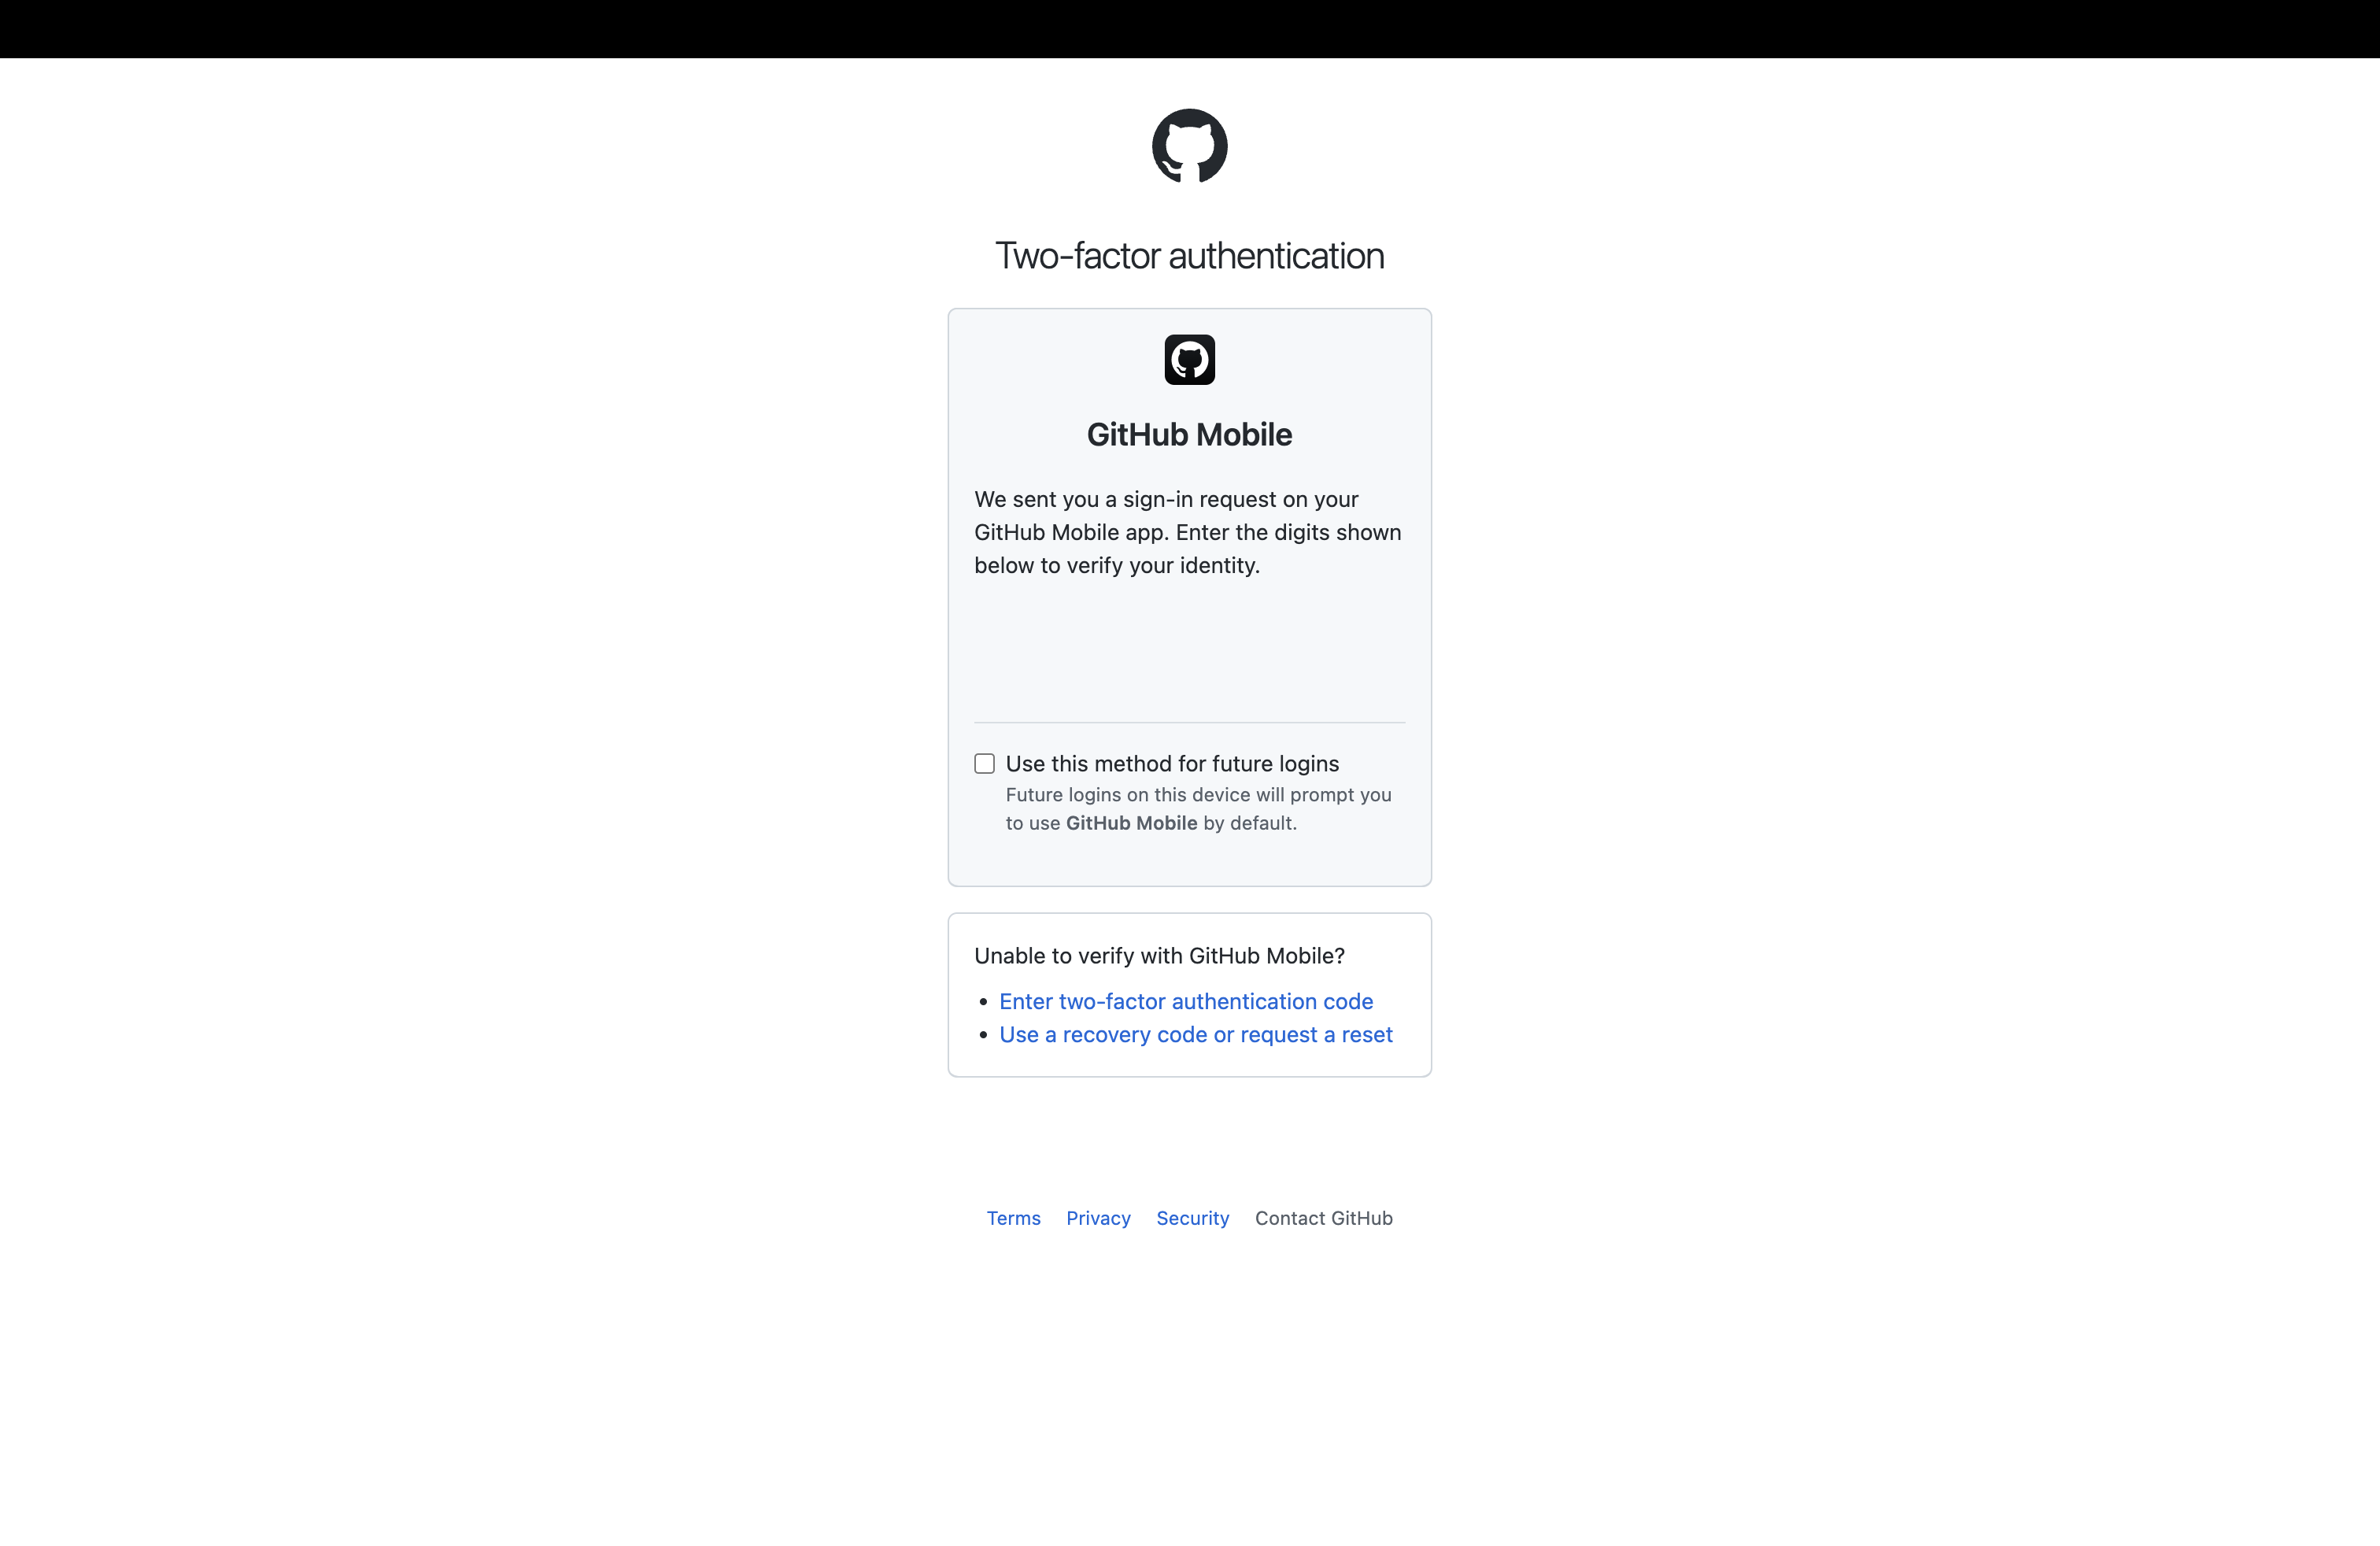 Two-factor authentication
GitHub Mobile
We sent you a sign-in request on your
GitHub Mobile app. Enter the digits shown
below to verify your identity.
Use this method for future logins
Future logins on this device will prompt you
to use GitHub Mobile by default.
Unable to verify with GitHub Mobile?
Enter two-factor authentication code
Use a recovery code or request a reset
Terms Privacy Security Contact GitHub